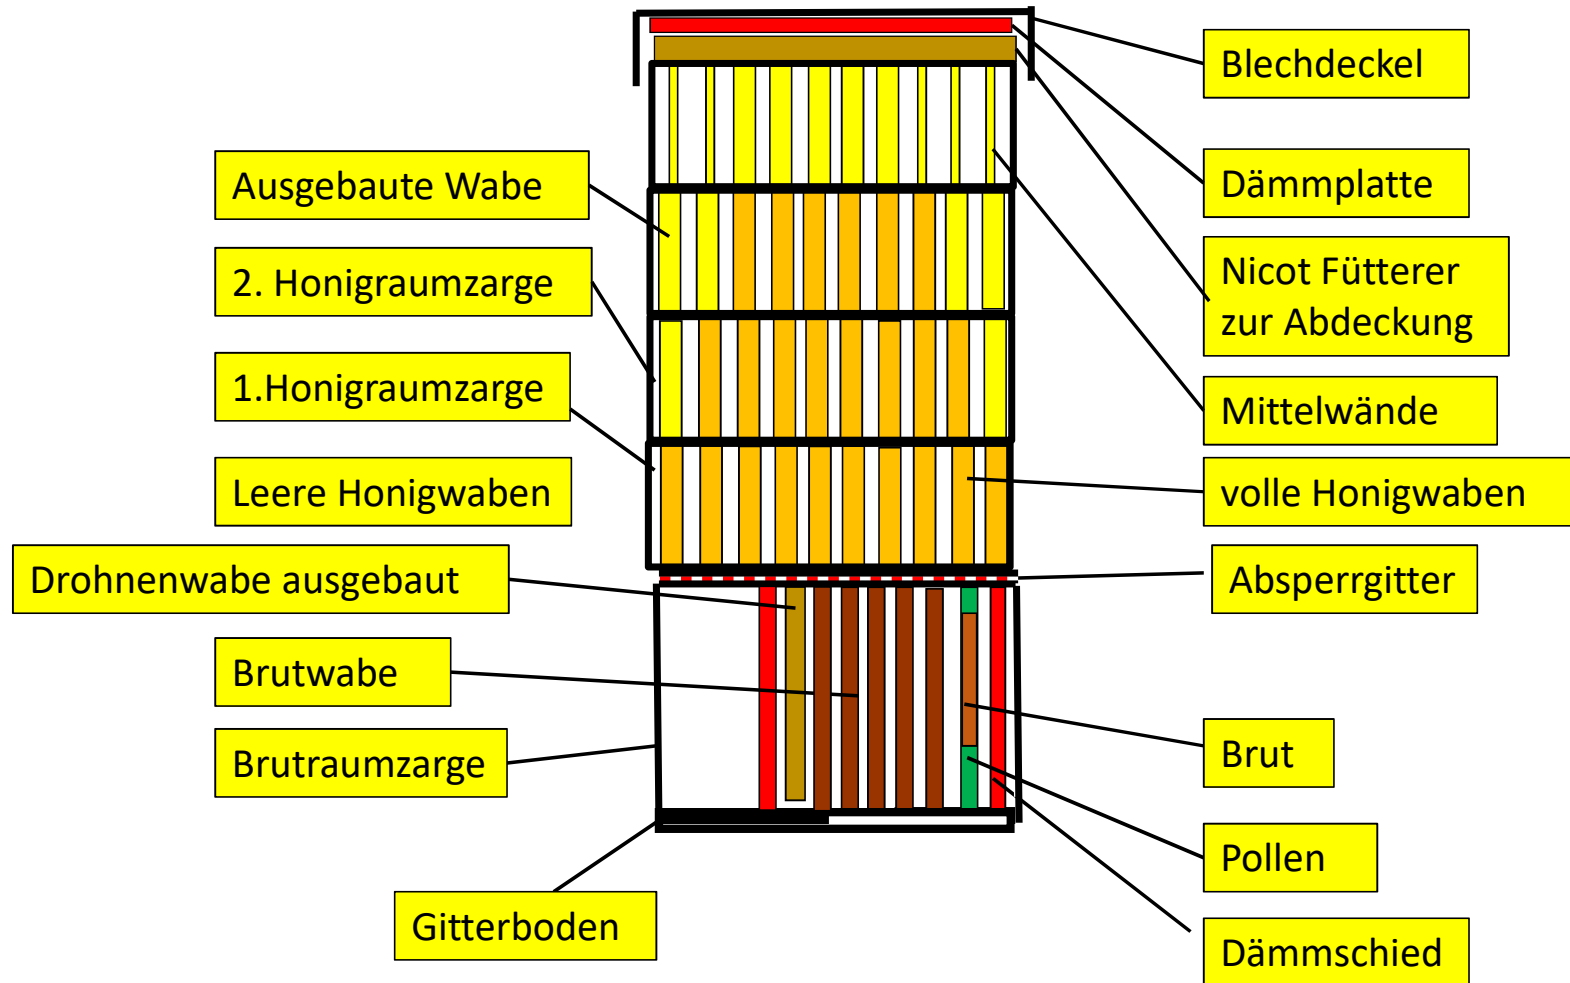 Blechdeckel
Ausgebaute Wabe
Dämmplatte
2. Honigraumzarge
Nicot Fütterer
zur Abdeckung
1.Honigraumzarge
Mittelwände
Leere Honigwaben
volle Honigwaben
Drohnenwabe ausgebaut
Absperrgitter
Brutwabe
Brutraumzarge
Brut
Pollen
Gitterboden
Dämmschied